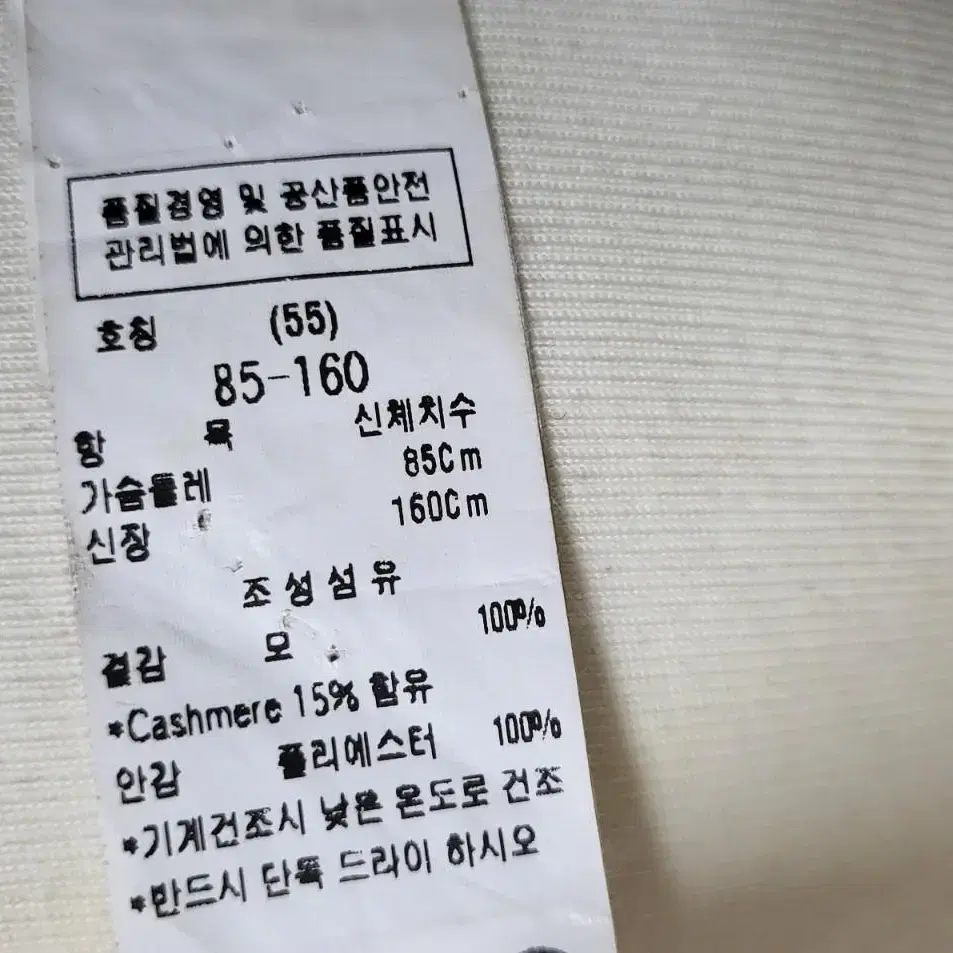 품질경영 및 공산품안전
관리법에 의한 품질표시
호칭 (55)
85-160
항 목 신체치수
가슴둘레 85Cm
신장 160Cm
조성섬유
겉감 모 100%
*Cashmere 15% 함유
안감 폴리에스터 100%
*기계건조시 낮은 온도로 건조
*반드시 단독 드라이 하시오